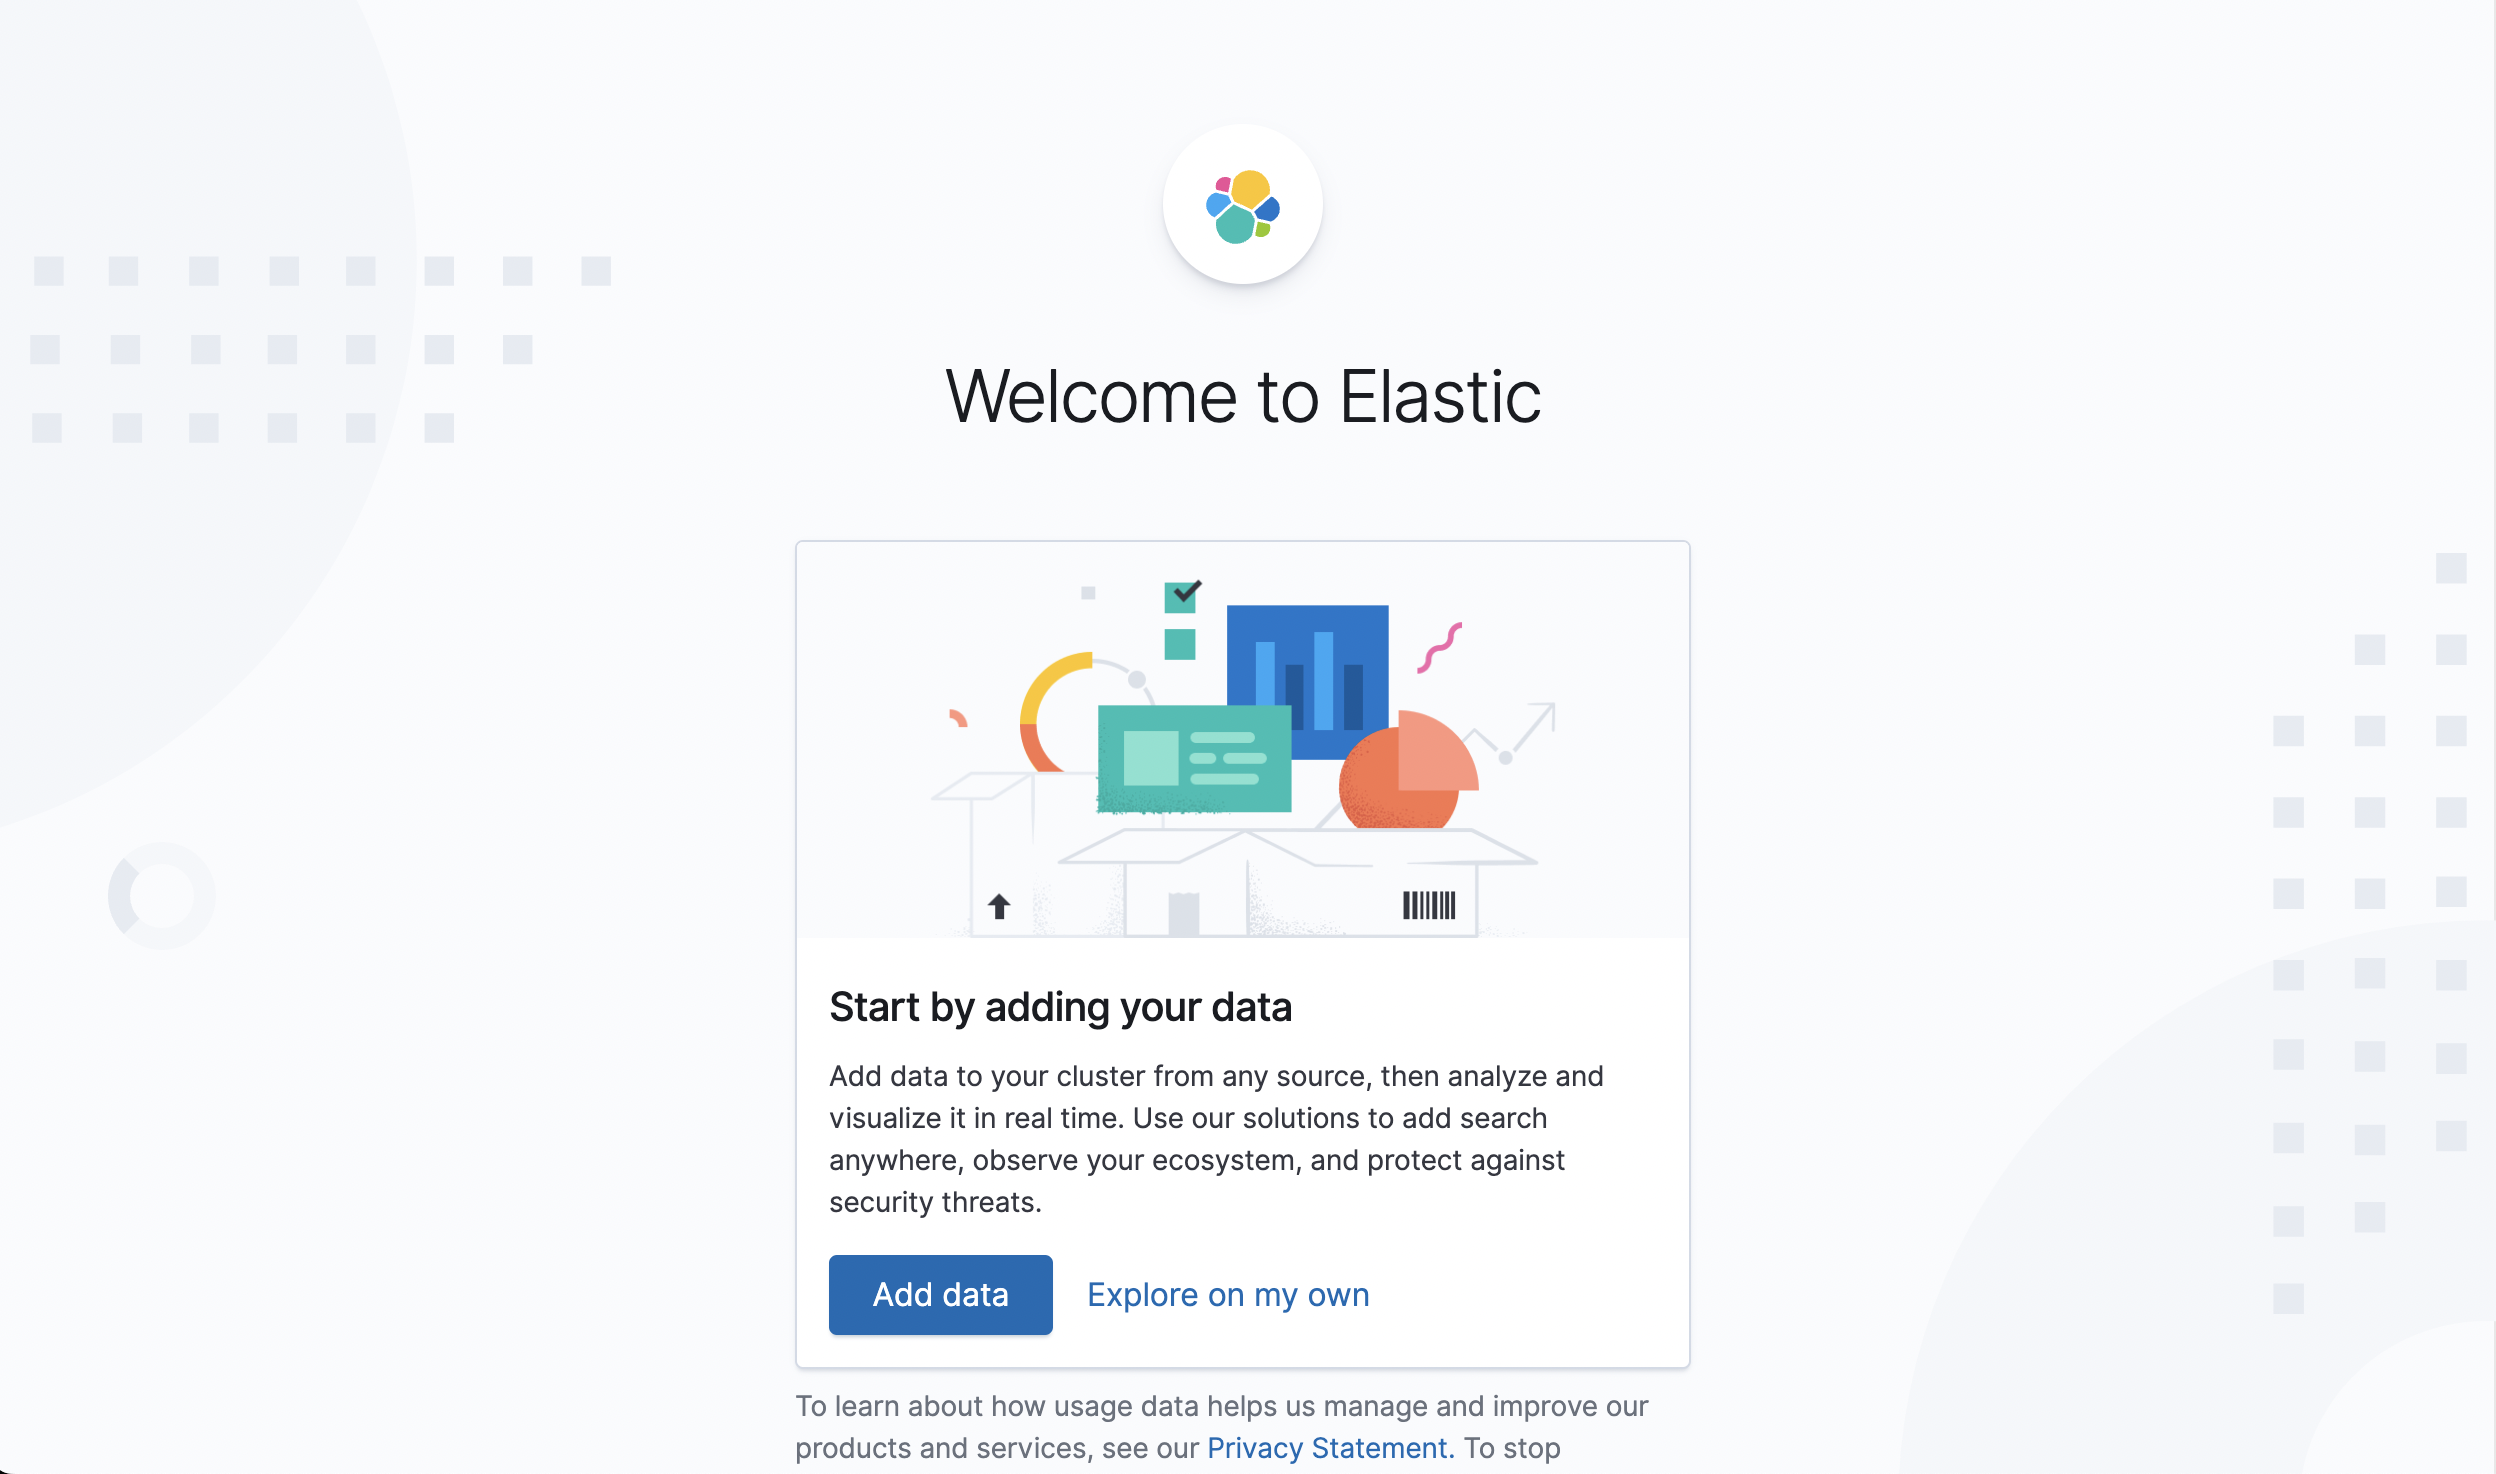 Welcome to Elastic
Start by adding your data
Add data to your cluster from any source, then analyze and
visualize it in real time. Use our solutions to add search
anywhere, observe your ecosystem, and protect against
security threats.
Add data
Explore on my own
To learn about how usage data helps us manage and improve our
products and services, see our Privacy Statement. To stop